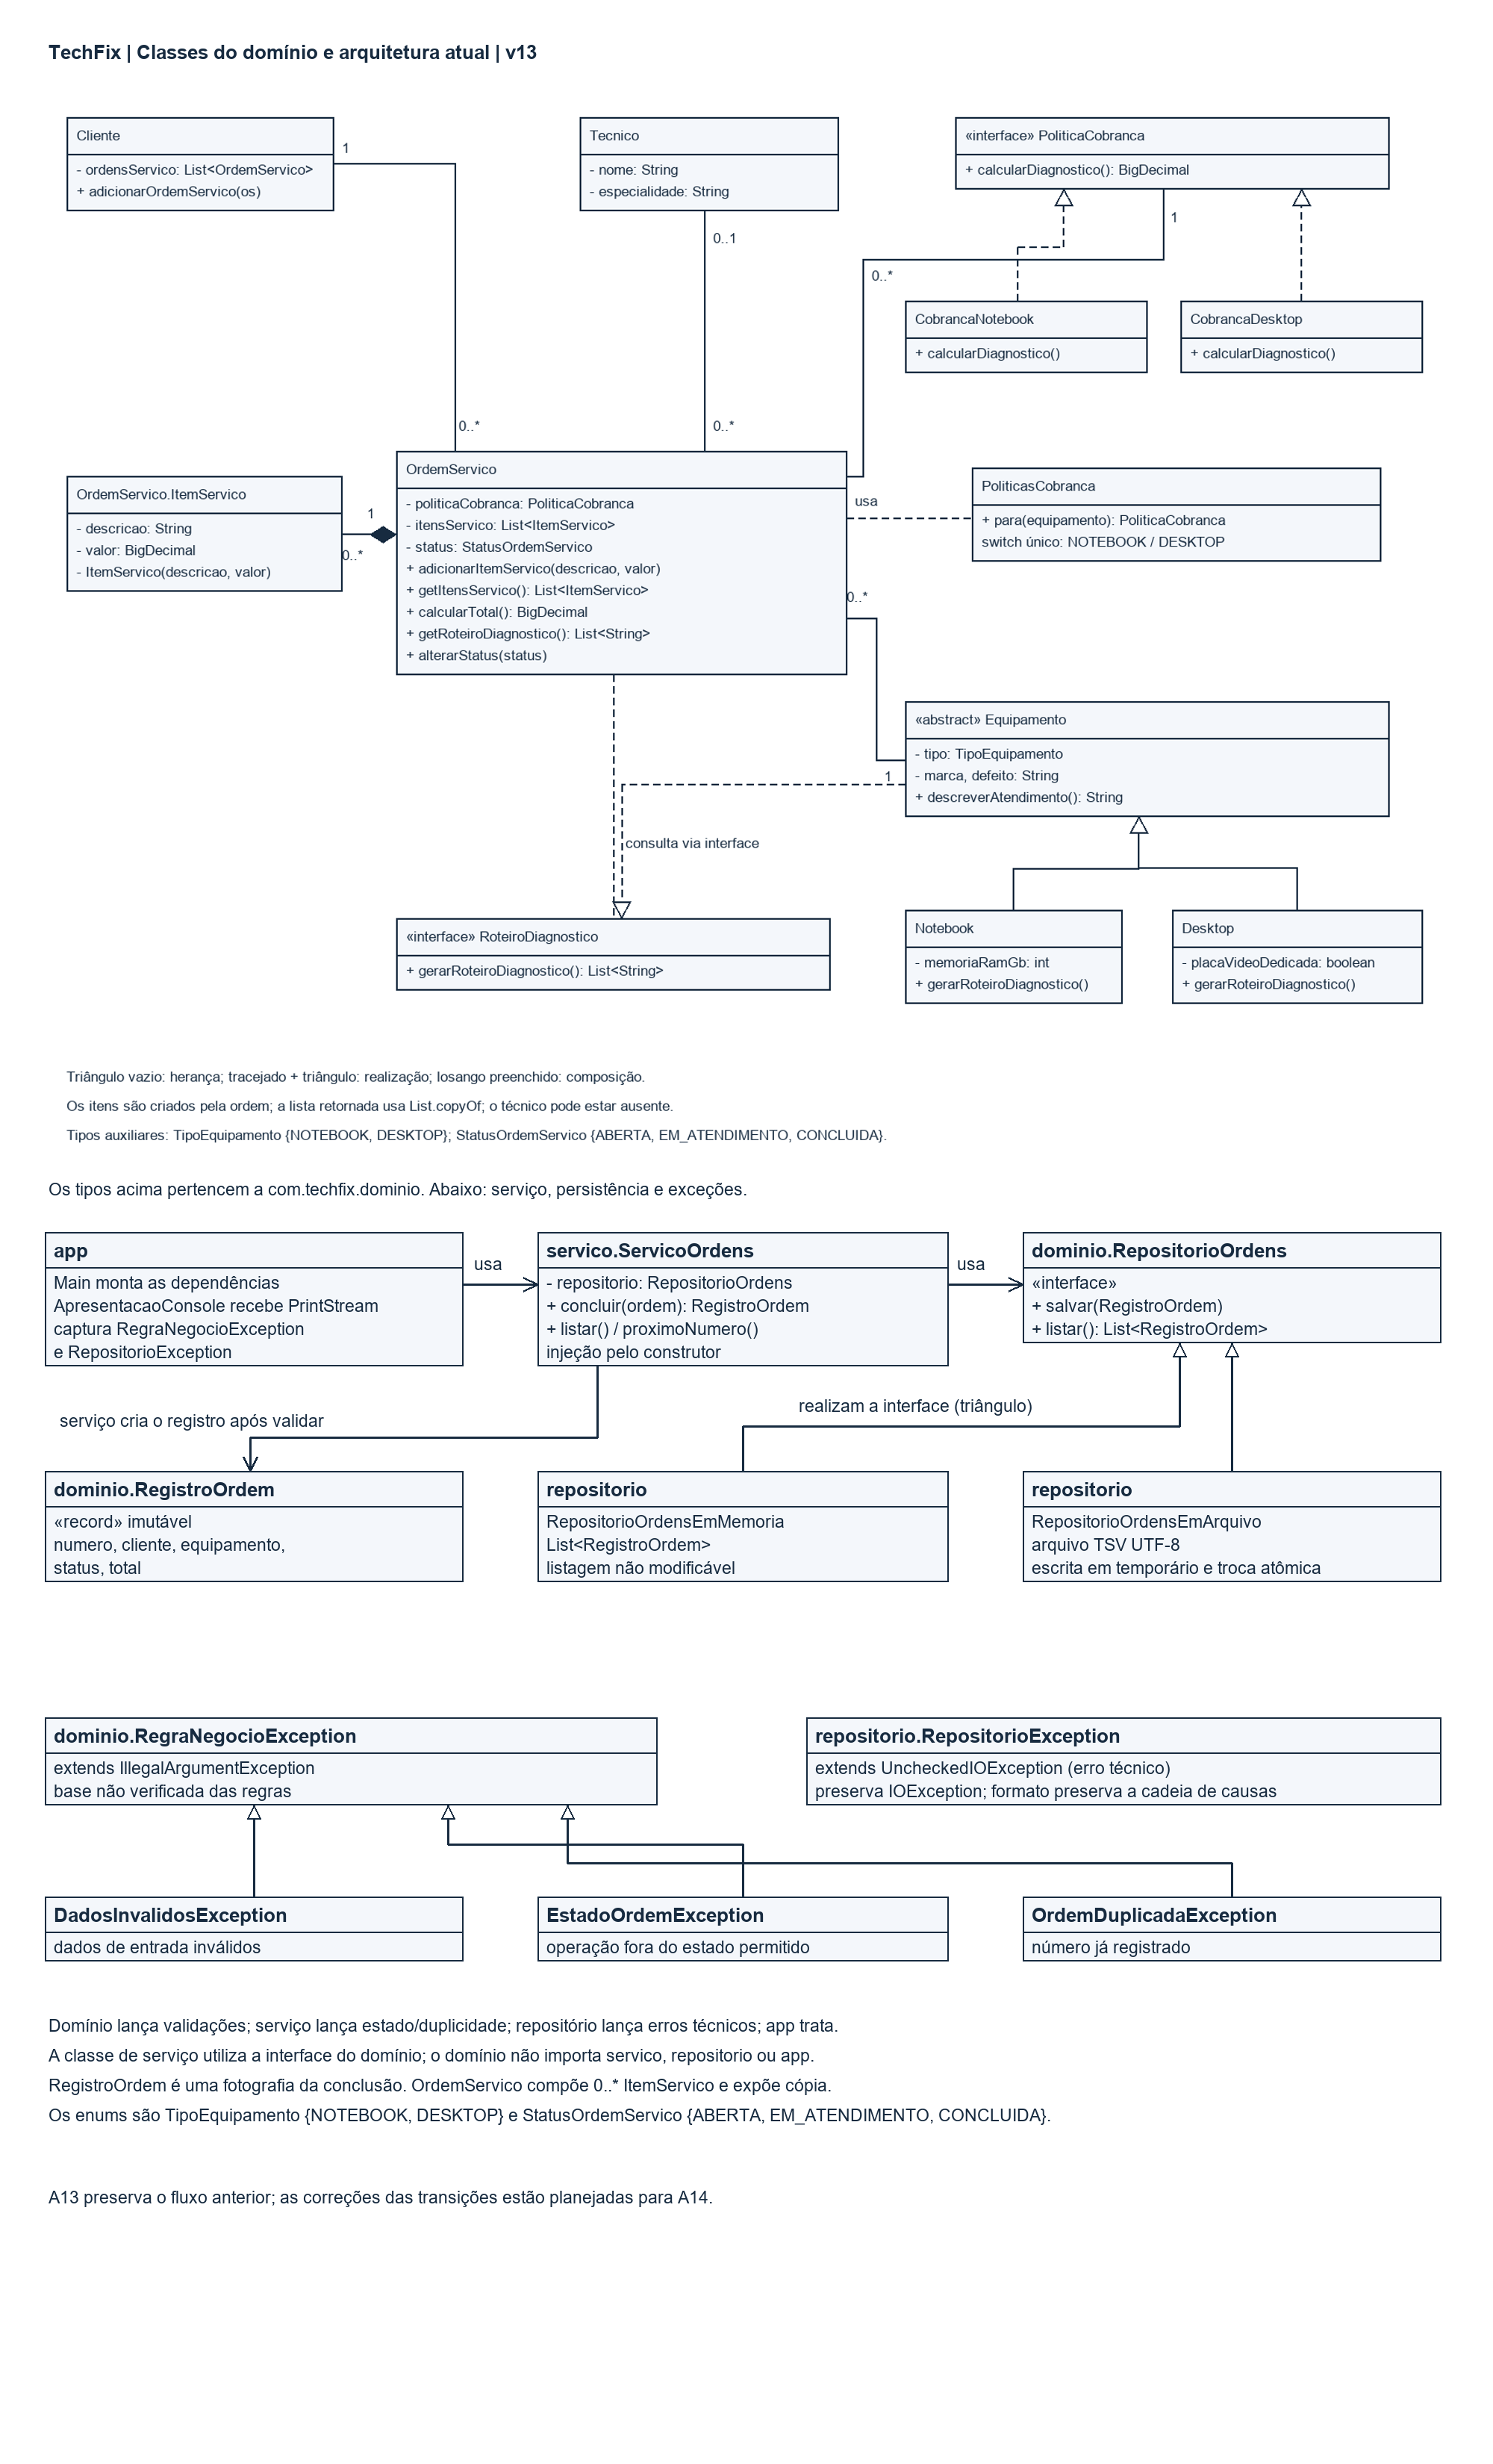 TechFix | Classes do domínio e arquitetura atual | v13
Cliente
- ordensServico: List<OrdemServico>
+ adicionarOrdemServico(os)
1
0..*
Tecnico
- nome: String
- especialidade: String
0..1
0..*
«interface» PoliticaCobranca
+ calcularDiagnostico(): BigDecimal
1
0..*
CobrancaNotebook
+ calcularDiagnostico()
CobrancaDesktop
+ calcularDiagnostico()
OrdemServico.ItemServico
- descricao: String
- valor: BigDecimal
- ItemServico(descricao, valor)
1
0..*
OrdemServico
- politicaCobranca: PoliticaCobranca
- itensServico: List<ItemServico>
- status: StatusOrdemServico
+ adicionarItemServico(descricao, valor)
+ getItensServico(): List<ItemServico>
+ calcularTotal(): BigDecimal
+ getRoteiroDiagnostico(): List<String>
+ alterarStatus(status)
usa
PoliticasCobranca
+ para(equipamento): PoliticaCobranca
switch único: NOTEBOOK / DESKTOP
0..*
«abstract» Equipamento
- tipo: TipoEquipamento
- marca, defeito: String
+ descreverAtendimento(): String
1
consulta via interface
«interface» RoteiroDiagnostico
+ gerarRoteiroDiagnostico(): List<String>
Notebook
- memoriaRamGb: int
+ gerarRoteiroDiagnostico()
Desktop
- placaVideoDedicada: boolean
+ gerarRoteiroDiagnostico()
Triângulo vazio: herança; tracejado + triângulo: realização; losango preenchido: composição.
Os itens são criados pela ordem; a lista retornada usa List.copyOf; o técnico pode estar ausente.
Tipos auxiliares: TipoEquipamento {NOTEBOOK, DESKTOP}; StatusOrdemServico {ABERTA, EM_ATENDIMENTO, CONCLUIDA}.
Os tipos acima pertencem a com.techfix.dominio. Abaixo: serviço, persistência e exceções.
app
Main monta as dependências
ApresentacaoConsole recebe PrintStream
captura RegraNegocioException
e RepositorioException
usa
servico.ServicoOrdens
- repositorio: RepositorioOrdens
+ concluir(ordem): RegistroOrdem
+ listar() / proximoNumero()
injeção pelo construtor
usa
dominio.RepositorioOrdens
«interface»
+ salvar(RegistroOrdem)
+ listar(): List<RegistroOrdem>
serviço cria o registro após validar
realizam a interface (triângulo)
dominio.RegistroOrdem
«record» imutável
numero, cliente, equipamento,
status, total
repositorio
RepositorioOrdensEmMemoria
List<RegistroOrdem>
listagem não modificável
repositorio
RepositorioOrdensEmArquivo
arquivo TSV UTF-8
escrita em temporário e troca atômica
dominio.RegraNegocioException
extends IllegalArgumentException
base não verificada das regras
repositorio.RepositorioException
extends UncheckedIOException (erro técnico)
preserva IOException; formato preserva a cadeia de causas
DadosInvalidosException
dados de entrada inválidos
EstadoOrdemException
operação fora do estado permitido
OrdemDuplicadaException
número já registrado
Domínio lança validações; serviço lança estado/duplicidade; repositório lança erros técnicos; app trata.
A classe de serviço utiliza a interface do domínio; o domínio não importa servico, repositorio ou app.
RegistroOrdem é uma fotografia da conclusão. OrdemServico compõe 0..* ItemServico e expõe cópia.
Os enums são TipoEquipamento {NOTEBOOK, DESKTOP} e StatusOrdemServico {ABERTA, EM_ATENDIMENTO, CONCLUIDA}.
A13 preserva o fluxo anterior; as correções das transições estão planejadas para A14.